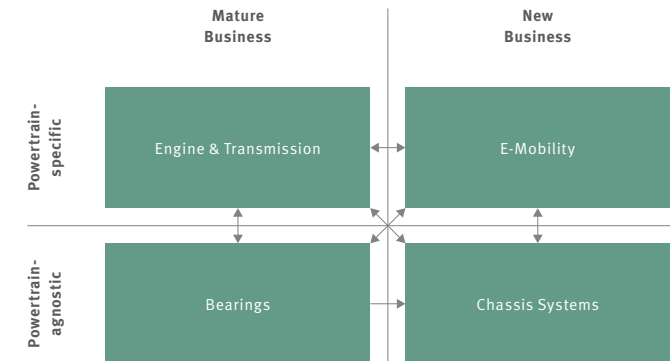 Mature
Business
New
Business
Powertrain-
specific
Engine & Transmission
E-Mobility
Powertrain-
agnostic
Bearings
Chassis Systems